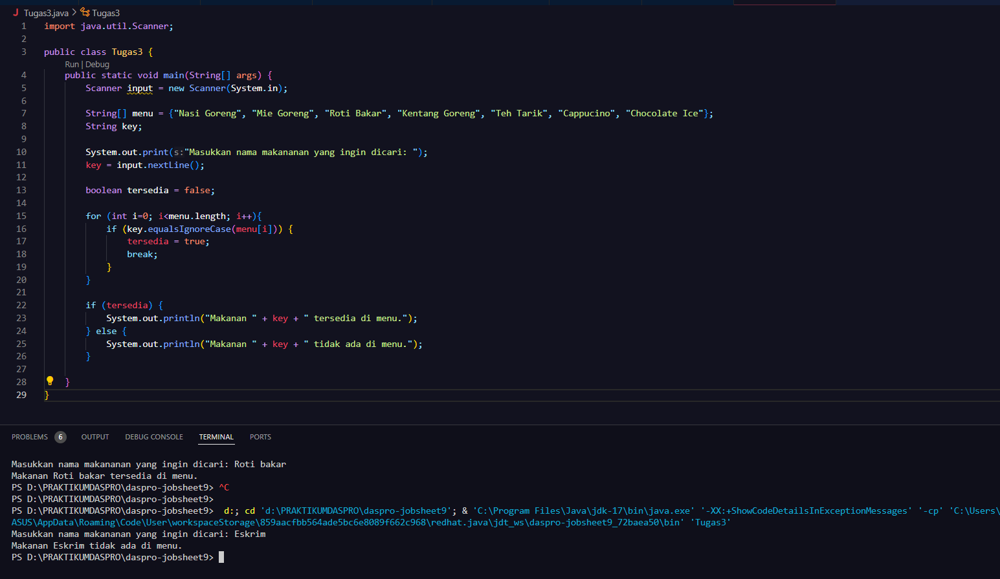 Tugas3.java > Tugas3
1 import java.util.Scanner;
2
3 public class Tugas3 {
Run | Debug
4 public static void main(String[] args) {
5 Scanner input = new Scanner(System.in);
6
7 String[] menu = {"Nasi Goreng", "Mie Goreng", "Roti Bakar", "Kentang Goreng", "Teh Tarik", "Cappucino", "Chocolate Ice"};
8 String key;
9
10 System.out.print(s:"Masukkan nama makananan yang ingin dicari: ");
11 key = input.nextLine();
12
13 boolean tersedia = false;
14
15 for (int i=0; i<menu.length; i++){
16 if (key.equalsIgnoreCase(menu[i])) {
17 tersedia = true;
18 break;
19 }
20 }
21
22 if (tersedia) {
23 System.out.println("Makanan " + key + " tersedia di menu.");
24 } else {
25 System.out.println("Makanan " + key + " tidak ada di menu.");
26 }
27
28 }
29 }
PROBLEMS 6 OUTPUT DEBUG CONSOLE TERMINAL PORTS
Masukkan nama makananan yang ingin dicari: Roti bakar
Makanan Roti bakar tersedia di menu.
PS D:\PRAKTIKUMDASPRO\daspro-jobsheet9> ^C
PS D:\PRAKTIKUMDASPRO\daspro-jobsheet9>
PS D:\PRAKTIKUMDASPRO\daspro-jobsheet9> d:; cd 'd:\PRAKTIKUMDASPRO\daspro-jobsheet9'; & 'C:\Program Files\Java\jdk-17\bin\java.exe' '-XX:+ShowCodeDetailsInExceptionMessages' '-cp' 'C:\Users\
ASUS\AppData\Roaming\Code\User\workspaceStorage\859aacfbb564ade5bc6e8089f662c968\redhat.java\jdt_ws\daspro-jobsheet9_72baea50\bin' 'Tugas3'
Masukkan nama makananan yang ingin dicari: Eskrim
Makanan Eskrim tidak ada di menu.
PS D:\PRAKTIKUMDASPRO\daspro-jobsheet9>